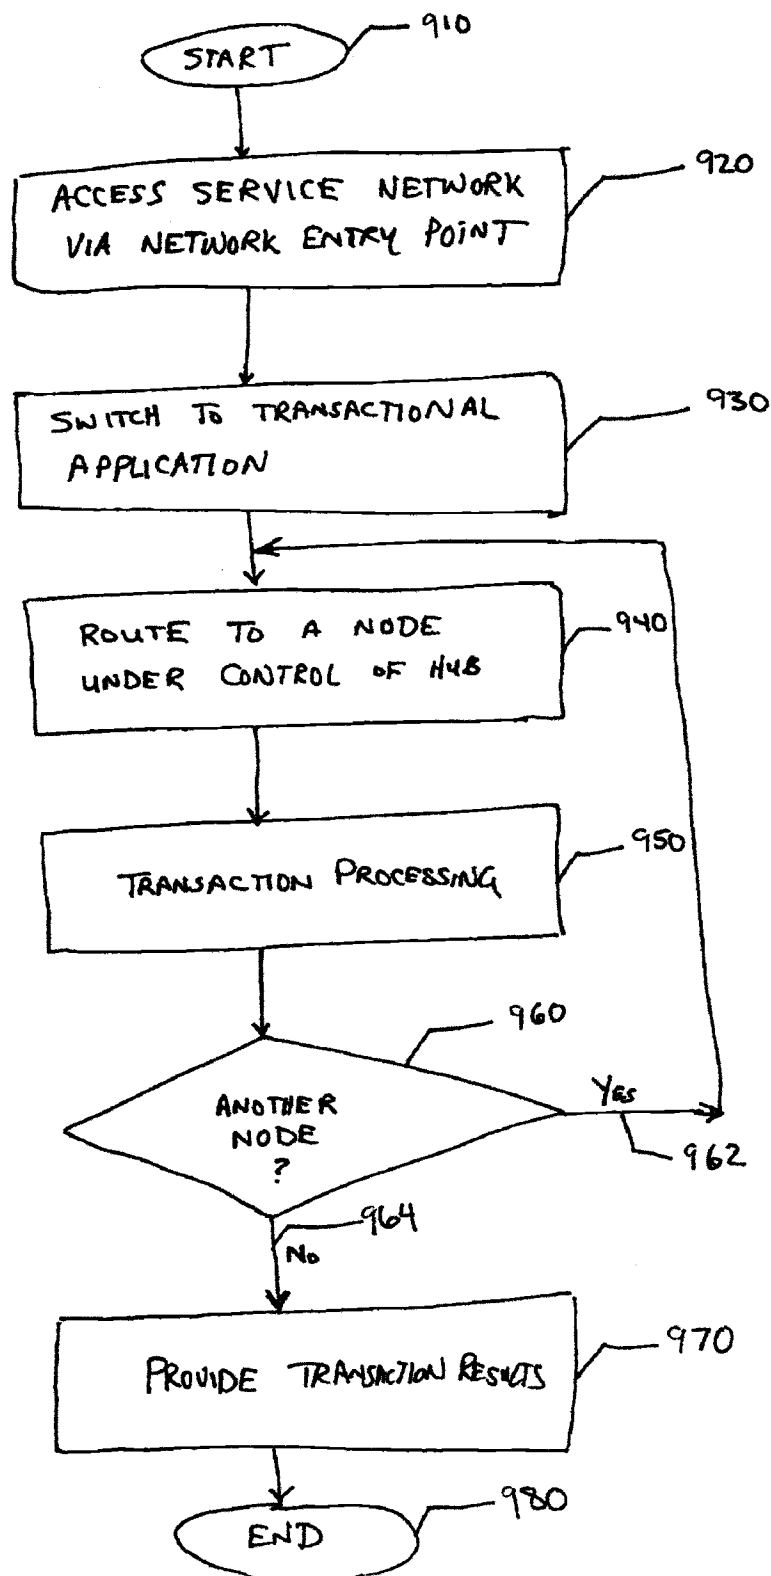 910
START
920
ACCESS SERVICE NETWORK
VIA NETWORK ENTRY POINT
930
SWITCH TO TRANSACTIONAL
APPLICATION
ROUTE TO A NODE
940
UNDER CONTROL OF HUB
950
TRANSACTION PROCESSING
960
YES
ANOTHER
NODE
?
962
964
NO
970
PROVIDE TRANSACTION RESULTS
980
END